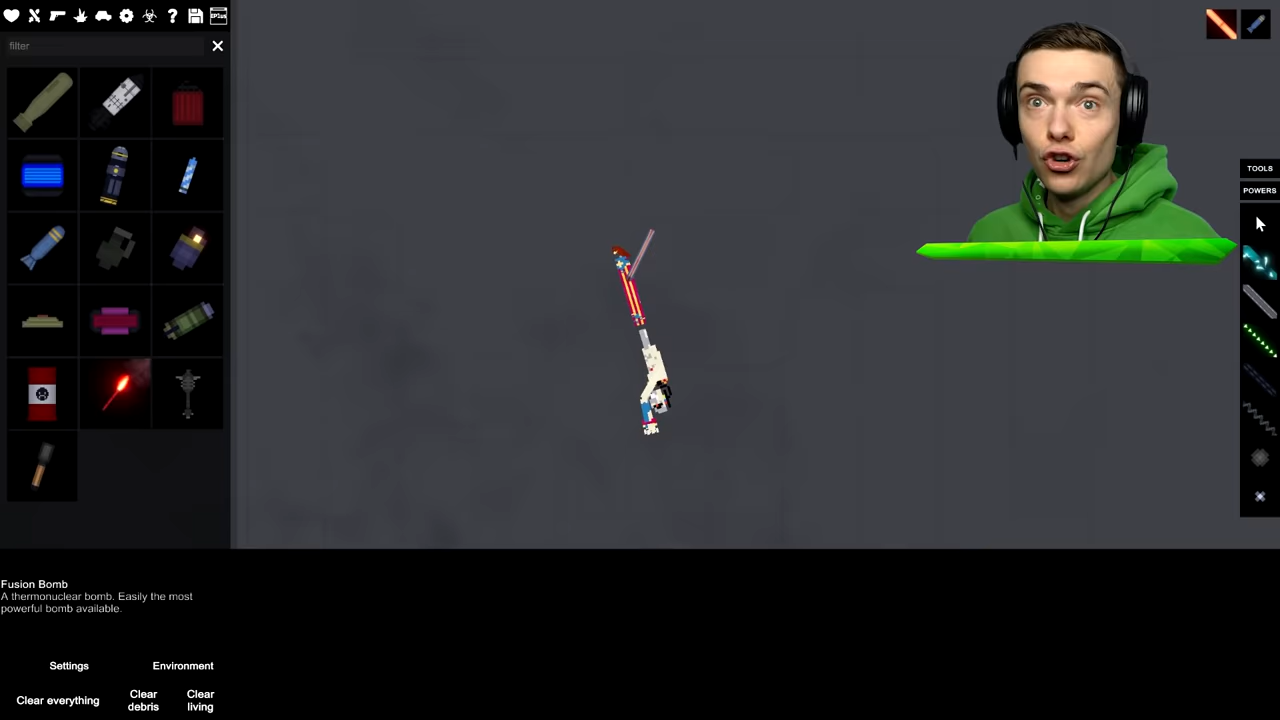 EPlus
filter
TOOLS
POWERS
Fusion Bomb
A thermonuclear bomb. Easily the most
powerful bomb available.
Settings
Environment
Clear everything
Clear
debris
Clear
living